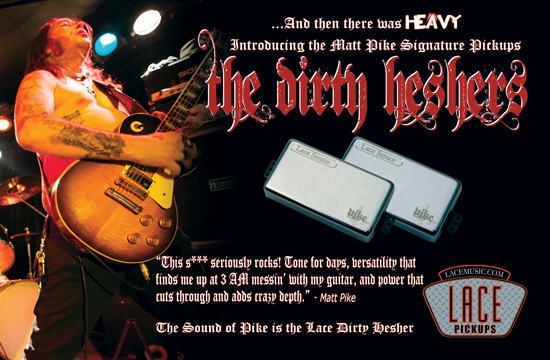 ...And then there was HEAVY
Introducing the Matt Pike Signature Pickups
the dirty heshers
Lace Sensor
Lace Sensor
pike
pike
"This s*** seriously rocks! Tone for days, versatility that
finds me up at 3 AM messin' with my guitar, and power that
cuts through and adds crazy depth." - Matt Pike
The Sound of Pike is the Lace Dirty Hesher
LACEMUSIC.COM
LACE
PICKUPS